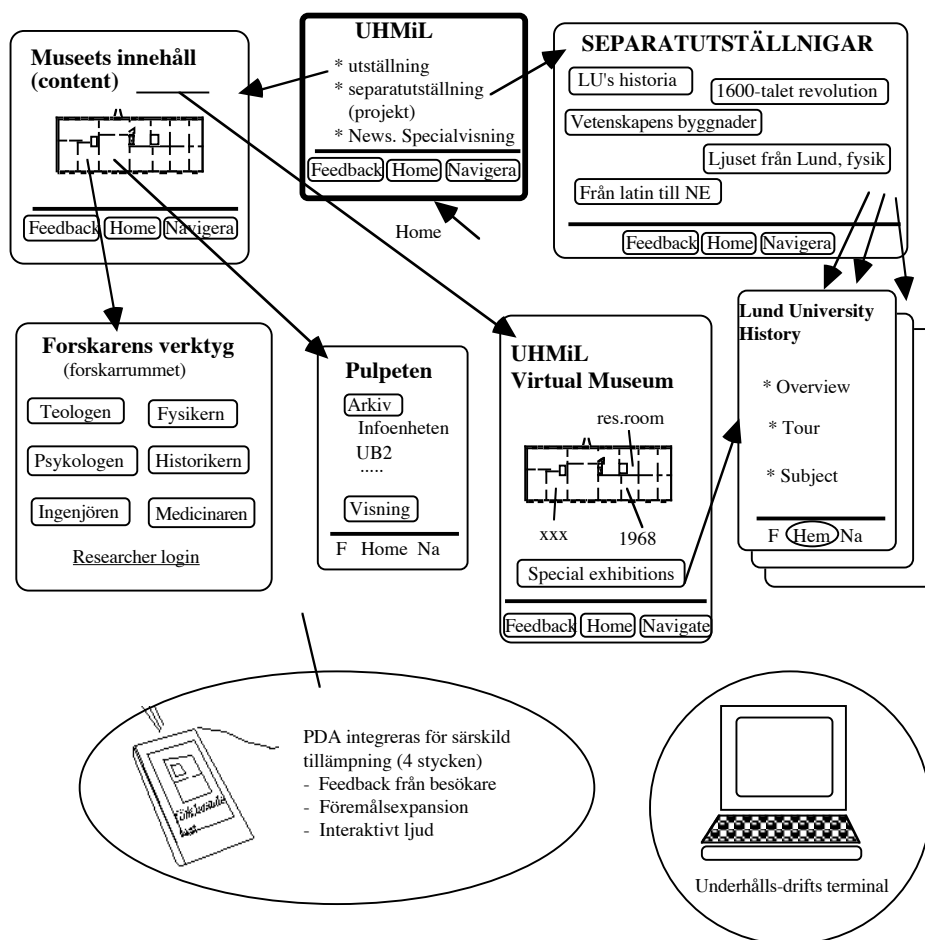 Museets innehåll
(content)
Feedback Home Navigera
UHMiL
* utställning
* separatutställning
(projekt)
* News. Specialvisning
Feedback Home Navigera
Home
SEPARATUTSTÄLLNIGAR
LU's historia
1600-talet revolution
Vetenskapens byggnader
Ljuset från Lund, fysik
Från latin till NE
Feedback Home Navigera
Forskarens verktyg
(forskarrummet)
Teologen Fysikern
Psykologen Historikern
Ingenjören Medicinaren
Researcher login
Pulpeten
Arkiv
Infoenheten
UB2
.....
Visning
F Home Na
UHMiL
Virtual Museum
res.room
xxx 1968
Special exhibitions
Feedback Home Navigate
Lund University
History
* Overview
* Tour
* Subject
F Hem Na
PDA integreras för särskild
tillämpning (4 stycken)
- Feedback från besökare
- Föremålsexpansion
- Interaktivt ljud
Underhålls-drifts terminal